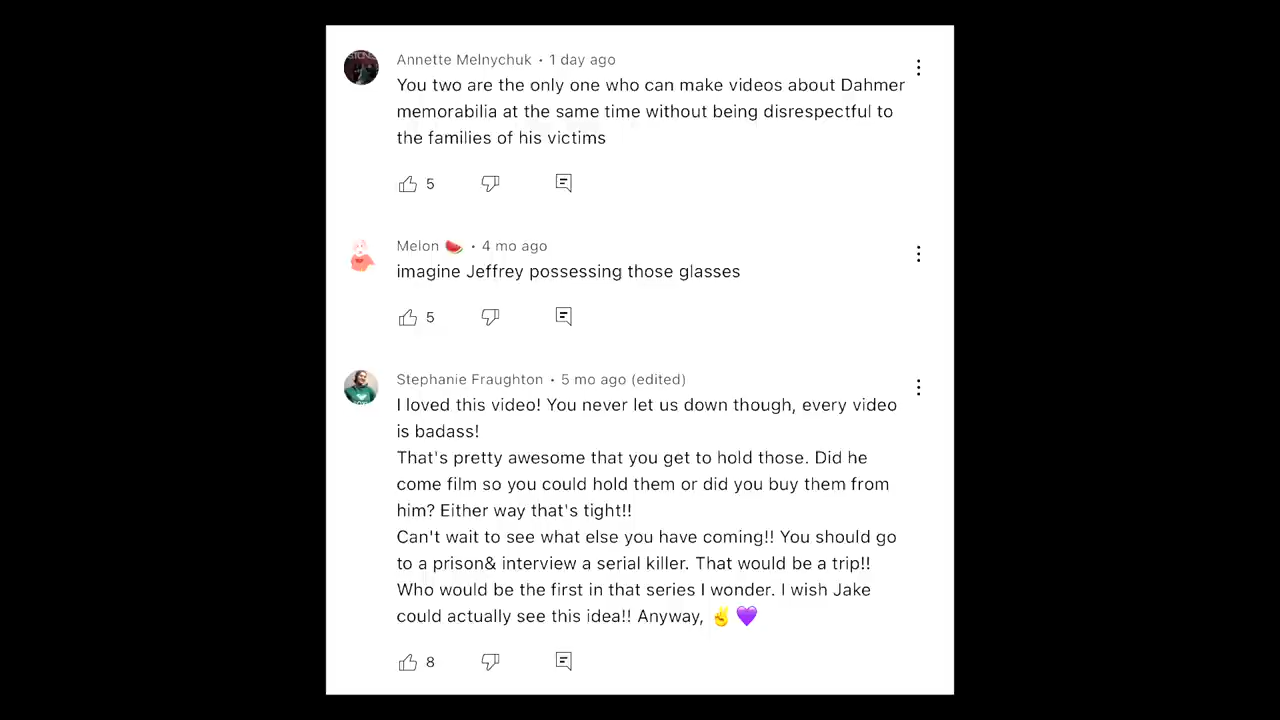 Annette Melnychuk • 1 day ago
You two are the only one who can make videos about Dahmer
memorabilia at the same time without being disrespectful to
the families of his victims
5
Melon 🍉 • 4 mo ago
imagine Jeffrey possessing those glasses
5
Stephanie Fraughton • 5 mo ago (edited)
I loved this video! You never let us down though, every video
is badass!
That's pretty awesome that you get to hold those. Did he
come film so you could hold them or did you buy them from
him? Either way that's tight!!
Can't wait to see what else you have coming!! You should go
to a prison& interview a serial killer. That would be a trip!!
Who would be the first in that series I wonder. I wish Jake
could actually see this idea!! Anyway, ✌️💜
8